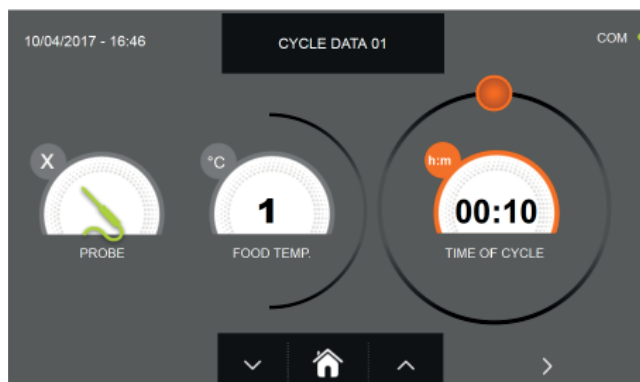 10/04/2017 - 16:46
CYCLE DATA 01
COM
X
°C
h:m
1
00:10
PROBE
FOOD TEMP.
TIME OF CYCLE